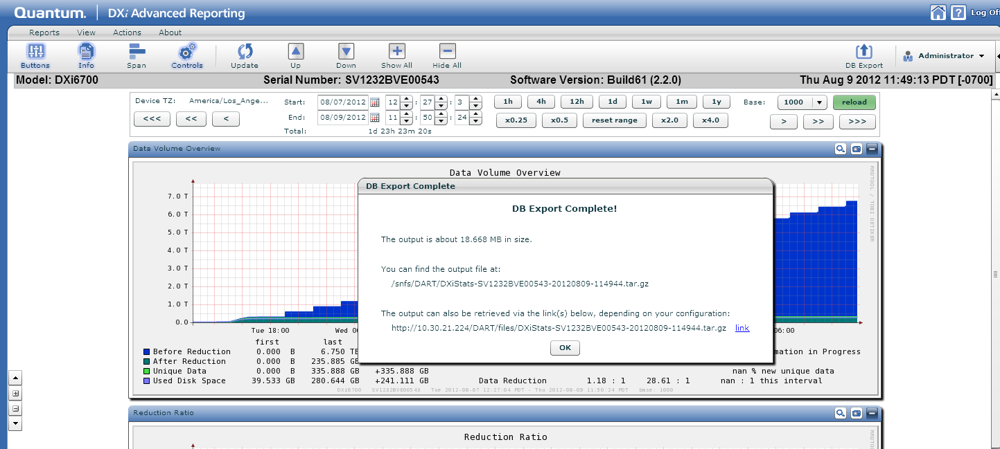 Quantum. DXi Advanced Reporting Log Of
Reports View Actions About
Buttons Info Span Controls Update Up Down Show All Hide All DB Export Administrator
Model: DXi6700 Serial Number: SV1232BVE00543 Software Version: Build61 (2.2.0) Thu Aug 9 2012 11:49:13 PDT [-0700]
Device TZ: America/Los_Ange... Start: 08/07/2012 12 : 27 : 3 1h 4h 12h 1d 1w 1m 1y Base: 1000 reload
<<< << < End: 08/09/2012 11 : 50 : 24 x0.25 x0.5 reset range x2.0 x4.0 > >> >>>
Total: 1d 23h 23m 20s
Data Volume Overview
Data Volume Overview
RRDTOOL / TOBI OETIKER
DB Export Complete
DB Export Complete!
The output is about 18.668 MB in size.
You can find the output file at:
/snfs/DART/DXiStats-SV1232BVE00543-20120809-114944.tar.gz
The output can also be retrieved via the link(s) below, depending on your configuration:
http://10.30.21.224/DART/files/DXiStats-SV1232BVE00543-20120809-114944.tar.gz link
OK
7.0 T
6.0 T
5.0 T
4.0 T
3.0 T
2.0 T
1.0 T
0.0
Tue 18:00 Wed 0 06:00
first last
Before Reduction 0.000 B 6.750 TB mation in Progress
After Reduction 0.000 B 235.885 GB
Unique Data 0.000 B 335.888 GB +335.888 GB nan % new unique data
Used Disk Space 39.533 GB 280.644 GB +241.111 GB Data Reduction 1.18 : 1 28.61 : 1 nan : 1 this interval
DXi6700 SV1232BVE00543 Tue 2012-08-07 12:27:04 PDT - Thu 2012-08-09 11:50:24 PDT base: 1000
Reduction Ratio
Reduction Ratio
RRDTO